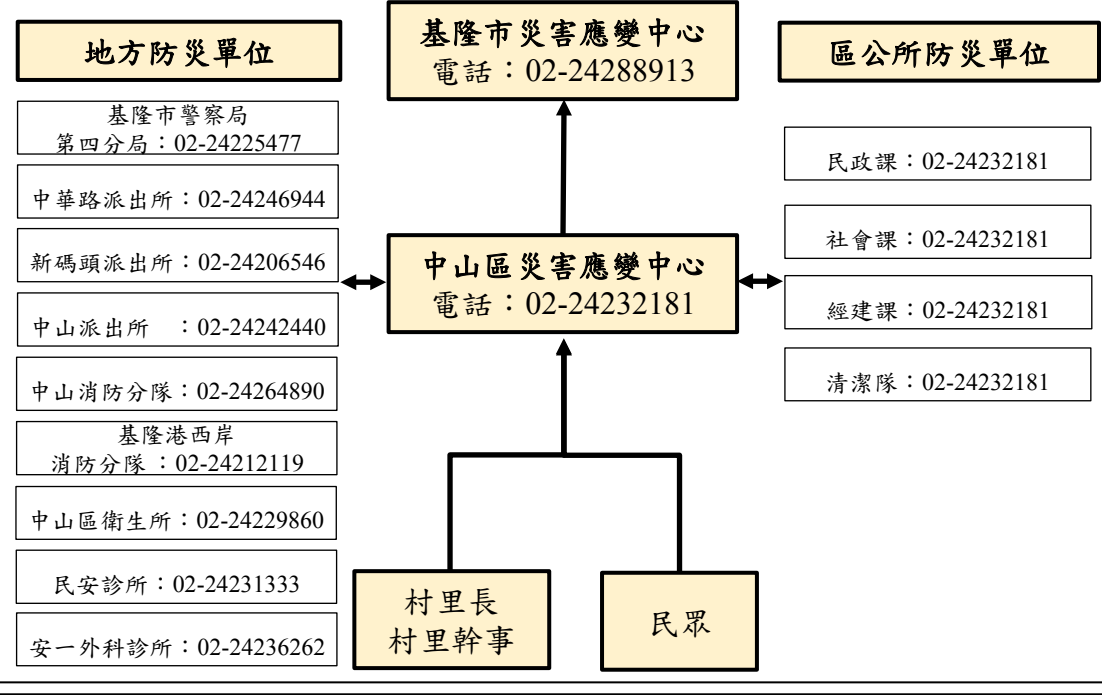 地方防災單位
基隆市警察局
第四分局：02-24225477
中華路派出所：02-24246944
新碼頭派出所：02-24206546
中山派出所　：02-24242440
中山消防分隊：02-24264890
基隆港西岸
消防分隊：02-24212119
中山區衛生所：02-24229860
民安診所：02-24231333
安一外科診所：02-24236262
基隆市災害應變中心
電話：02-24288913
中山區災害應變中心
電話：02-24232181
村里長
村里幹事
民眾
區公所防災單位
民政課：02-24232181
社會課：02-24232181
經建課：02-24232181
清潔隊：02-24232181